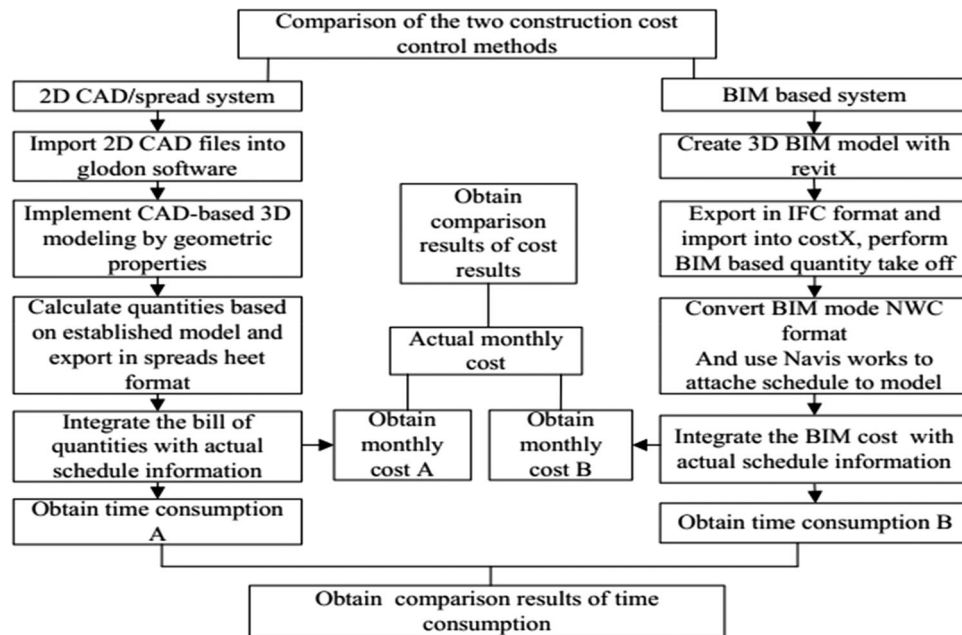 Comparison of the two construction cost
control methods
2D CAD/spread system
Import 2D CAD files into
glodon software
Implement CAD-based 3D
modeling by geometric
properties
Calculate quantities based
on established model and
export in spreads heet
format
Integrate the bill of
quantities with actual
schedule information
Obtain time consumption
A
Obtain
comparison
results of cost
results
Actual monthly
cost
Obtain
monthly
cost A
Obtain
monthly
cost B
BIM based system
Create 3D BIM model with
revit
Export in IFC format and
import into costX, perform
BIM based quantity take off
Convert BIM mode NWC
format
And use Navis works to
attache schedule to model
Integrate the BIM cost with
actual schedule information
Obtain time consumption B
Obtain comparison results of time
consumption